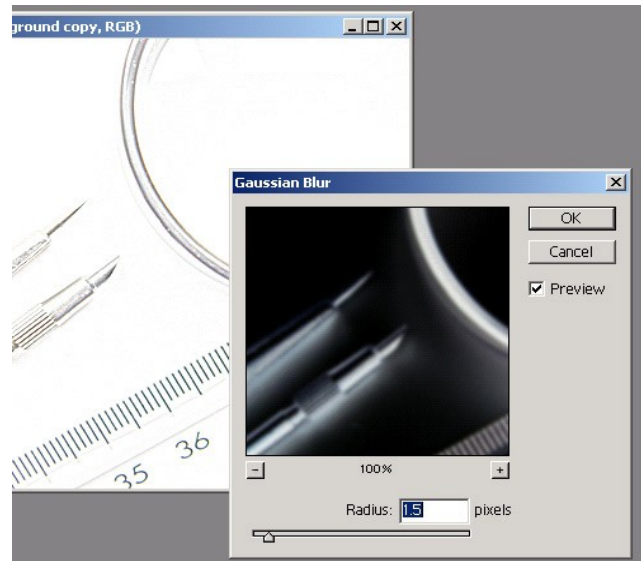 ground copy, RGB)
Gaussian Blur
OK
Cancel
Preview
- 100% +
Radius: 1.5 pixels
35 36